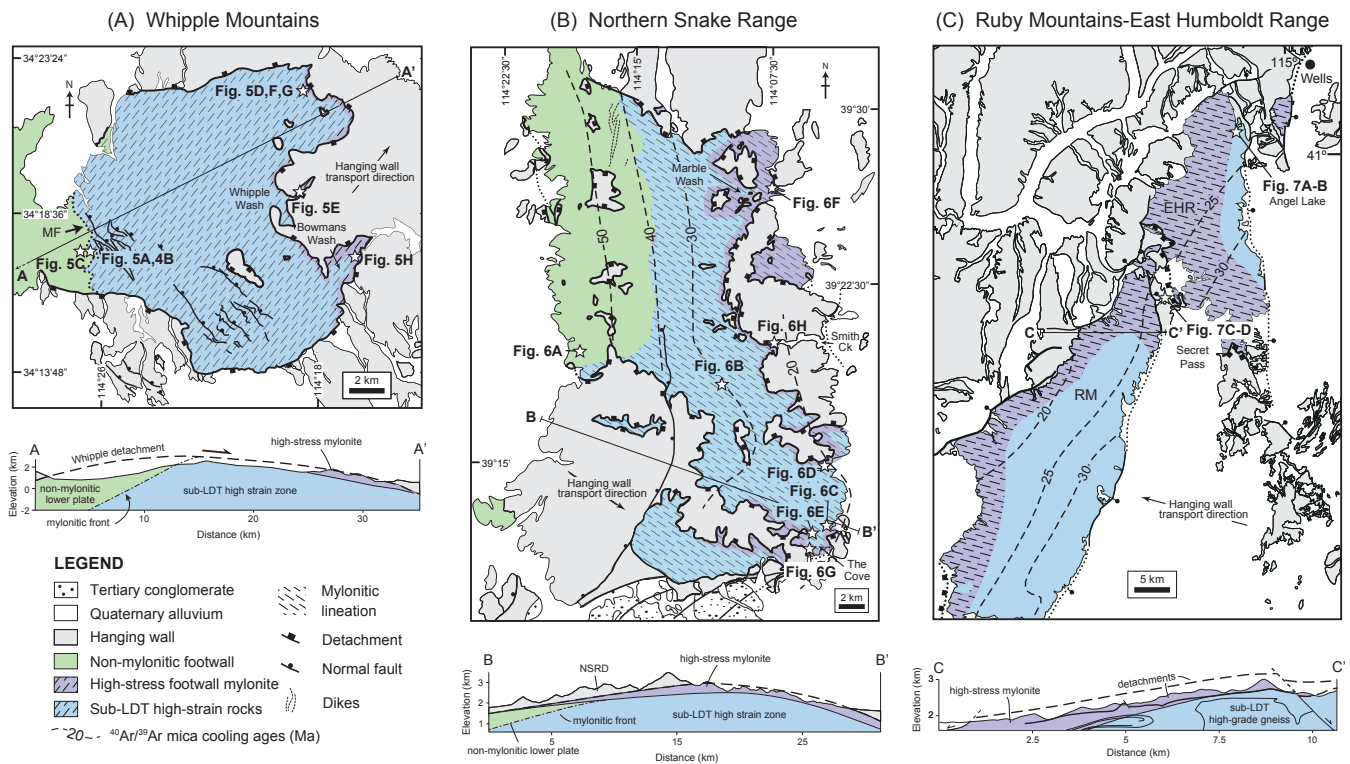 (A) Whipple Mountains
34°23'24"
N
A'
Fig. 5D,F,G
Hanging wall
transport direction
Whipple
Wash
Fig. 5E
34°18'36"
MF
Bowmans
Wash
Fig. 5C
Fig. 5A,4B
Fig. 5H
A
34°13'48"
114°26'
114°18'
2 km
A
A'
Whipple detachment
high-stress mylonite
Elevation (km)
2
0
-2
non-mylonitic
lower plate
sub-LDT high strain zone
mylonitic front
10
20
30
Distance (km)
LEGEND
Tertiary conglomerate
Quaternary alluvium
Hanging wall
Non-mylonitic footwall
High-stress footwall mylonite
Sub-LDT high-strain rocks
20 ⁴⁰Ar/³⁹Ar mica cooling ages (Ma)
Mylonitic
lineation
Detachment
Normal fault
Dikes
(B) Northern Snake Range
114°22'30"
114°15'
114°07'30"
N
39°30'
Marble
Wash
Fig. 6F
50
40
30
39°22'30"
Fig. 6H
Smith
Ck
Fig. 6A
Fig. 6B
20
B
39°15'
Fig. 6D
Hanging wall
transport direction
Fig. 6C
Fig. 6E
B'
The
Cove
Fig. 6G
2 km
B
B'
NSRD
high-stress mylonite
Elevation (km)
3
2
1
mylonitic front
sub-LDT high strain zone
non-mylonitic lower plate
5
15
25
Distance (km)
(C) Ruby Mountains-East Humboldt Range
115°
Wells
N
41°
Fig. 7A-B
Angel Lake
EHR
25
30
C
C'
Fig. 7C-D
Secret
Pass
RM
20
25
30
Hanging wall
transport direction
5 km
C
C'
detachments
high-stress mylonite
Elevation (km)
3
2
sub-LDT
high-grade gneiss
2.5
5
7.5
10
Distance (km)